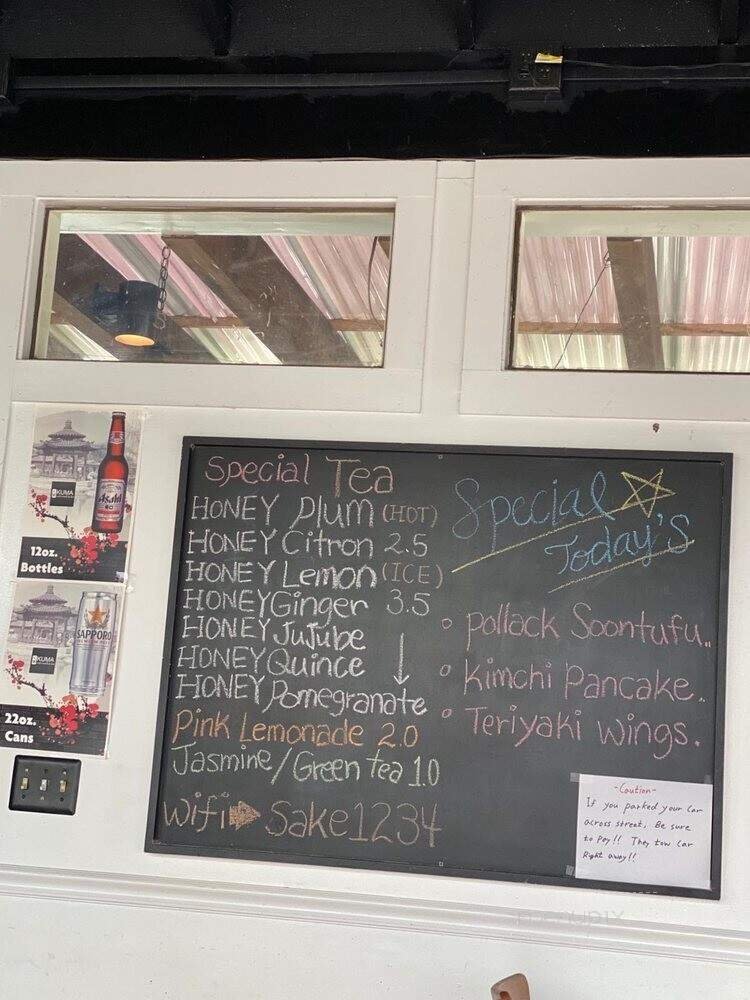 Special Tea
HONEY Plum (HOT)
HONEY Citron 2.5
HONEY Lemon (ICE)
HONEY Ginger 3.5
HONEY JuJube
HONEY Quince
HONEY Pomegranate
Pink Lemonade 2.0
Jasmine/Green tea 1.0
Wifi Sake1234
Special
Today's
Pollack Soontufu..
Kimchi Pancake..
Teriyaki Wings.
-Caution-
If you parked your Car
across street, Be sure
to Pay!! They tow Car
Right away!!
KUMA
Asahi
12oz.
Bottles
SAPPORO
KUMA
22oz.
Cans